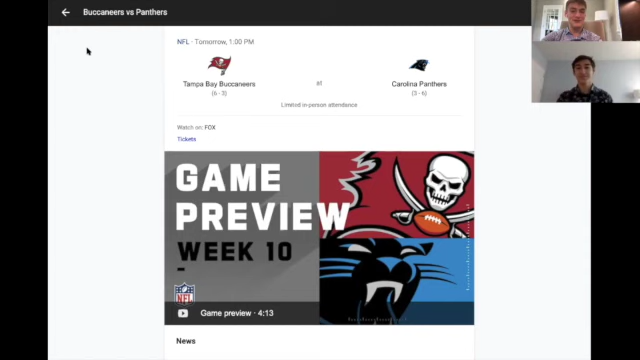 Buccaneers vs Panthers
NFL · Tomorrow, 1:00 PM
Tampa Bay Buccaneers
(6 - 3)
at
Carolina Panthers
(3 - 6)
Limited in-person attendance
Watch on: FOX
Tickets
GAME
PREVIEW
WEEK 10
NFL
Game preview · 4:13
News